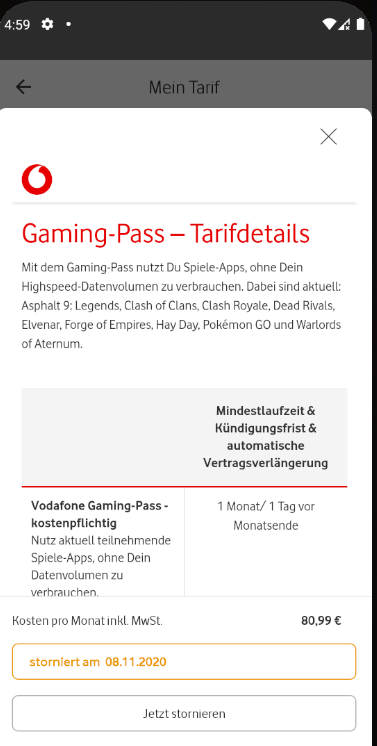 4:59
Mein Tarif
Gaming-Pass – Tarifdetails
Mit dem Gaming-Pass nutzt Du Spiele-Apps, ohne Dein
Highspeed-Datenvolumen zu verbrauchen. Dabei sind aktuell:
Asphalt 9: Legends, Clash of Clans, Clash Royale, Dead Rivals,
Elvenar, Forge of Empires, Hay Day, Pokémon GO und Warlords
of Aternum.
Mindestlaufzeit &
Kündigungsfrist &
automatische
Vertragsverlängerung
Vodafone Gaming-Pass -
kostenpflichtig
Nutz aktuell teilnehmende
Spiele-Apps, ohne Dein
Datenvolumen zu
verbrauchen.
1 Monat/ 1 Tag vor
Monatsende
Kosten pro Monat inkl. MwSt. 80,99 €
storniert am 08.11.2020
Jetzt stornieren